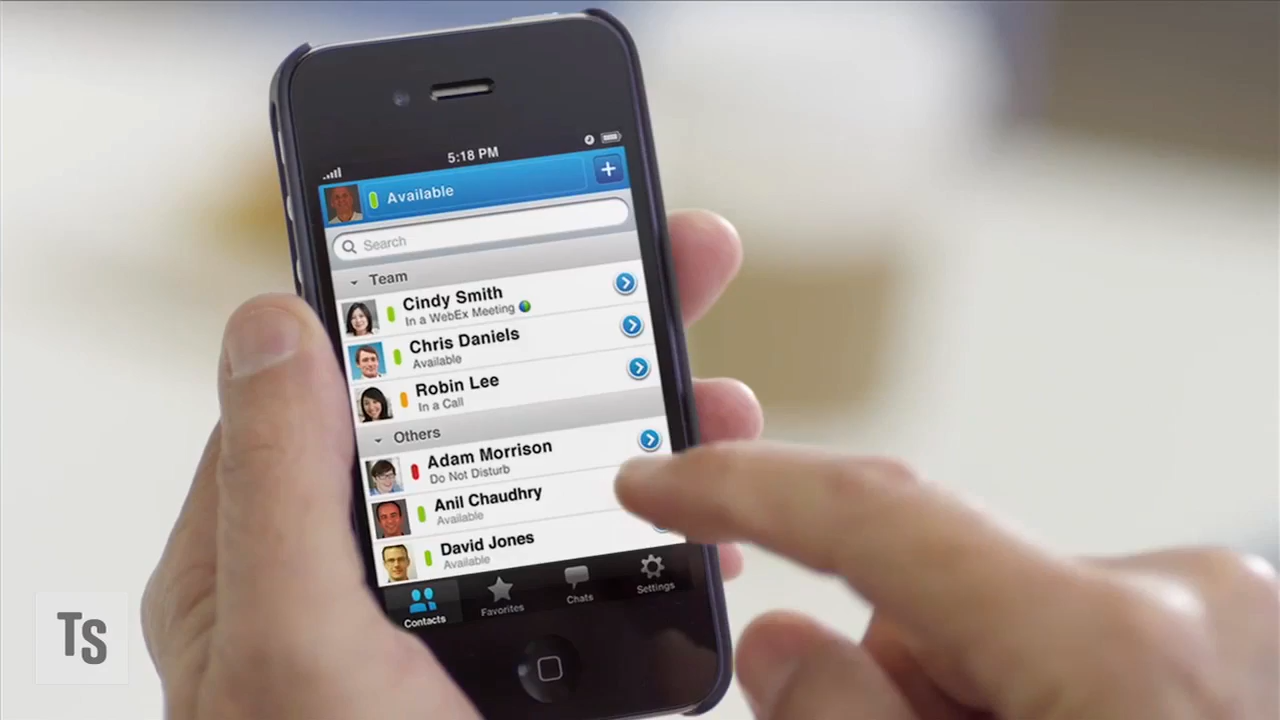 5:18 PM
Available
Search
Team
Cindy Smith
In a WebEx Meeting
Chris Daniels
Available
Robin Lee
In a Call
Others
Adam Morrison
Do Not Disturb
Anil Chaudhry
Available
David Jones
Available
Contacts
Favorites
Chats
Settings
Ts